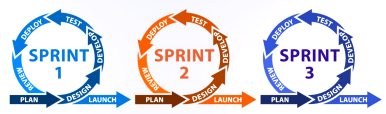 DEPLOY TEST DEVELOP
SPRINT
1
REVIEW DESIGN
PLAN LAUNCH
DEPLOY TEST DEVELOP
SPRINT
2
REVIEW DESIGN
PLAN LAUNCH
DEPLOY TEST DEVELOP
SPRINT
3
REVIEW DESIGN
PLAN LAUNCH